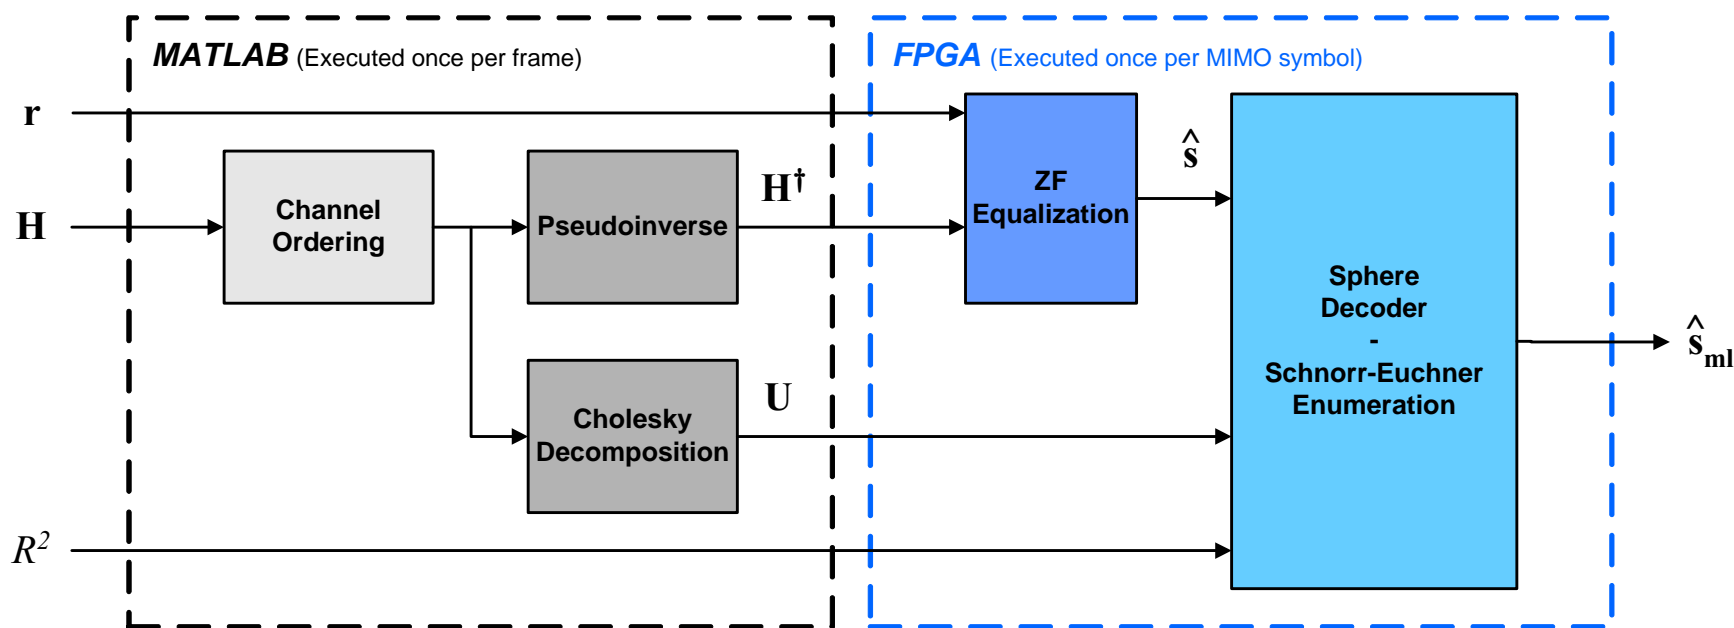 MATLAB (Executed once per frame)
FPGA (Executed once per MIMO symbol)
r
H
R²
Channel
Ordering
Pseudoinverse
H†
Cholesky
Decomposition
U
ZF
Equalization
ŝ
Sphere
Decoder
-
Schnorr-Euchner
Enumeration
ŝml